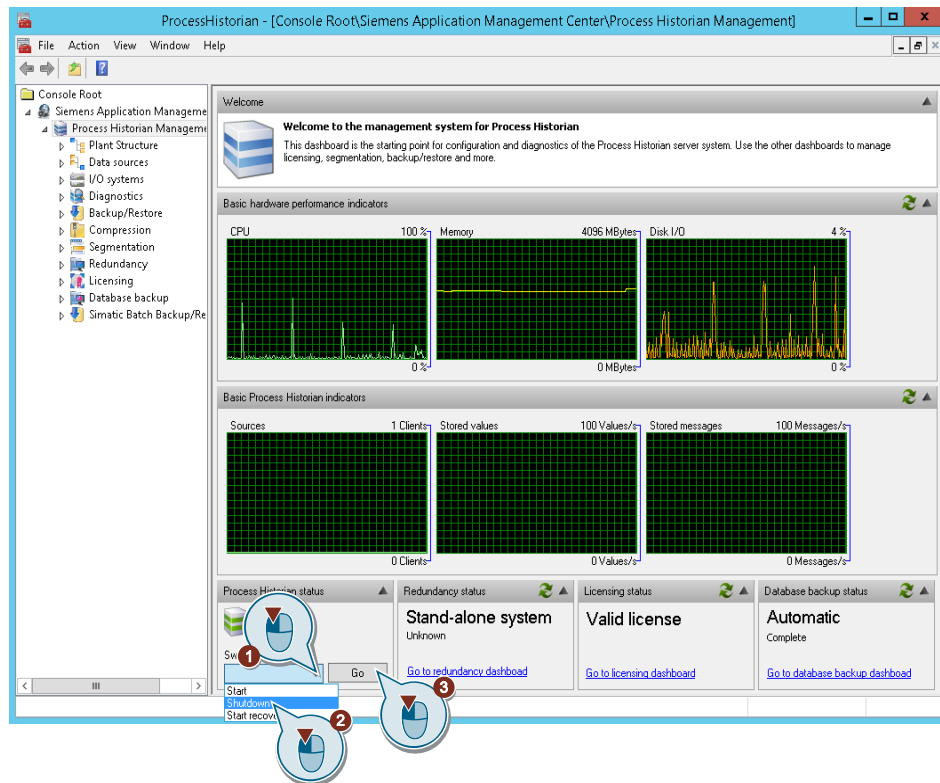 ProcessHistorian - [Console Root\Siemens Application Management Center\Process Historian Management]
File Action View Window Help
Console Root
Siemens Application Manageme
Process Historian Manageme
Plant Structure
Data sources
I/O systems
Diagnostics
Backup/Restore
Compression
Segmentation
Redundancy
Licensing
Database backup
Simatic Batch Backup/Re
Welcome
Welcome to the management system for Process Historian
This dashboard is the starting point for configuration and diagnostics of the Process Historian server system. Use the other dashboards to manage
licensing, segmentation, backup/restore and more.
Basic hardware performance indicators
CPU 100 % Memory 4096 MBytes Disk I/O 4 %
0 % 0 MBytes 0 %
Basic Process Historian indicators
Sources 1 Clients Stored values 100 Values/s Stored messages 100 Messages/s
0 Clients 0 Values/s 0 Messages/s
Process Historian status
Sw
1
Go
Start
Shutdown
Start recove
2
3
Redundancy status
Stand-alone system
Unknown
Go to redundancy dashboad
Licensing status
Valid license
Go to licensing dashboard
Database backup status
Automatic
Complete
Go to database backup dashboad